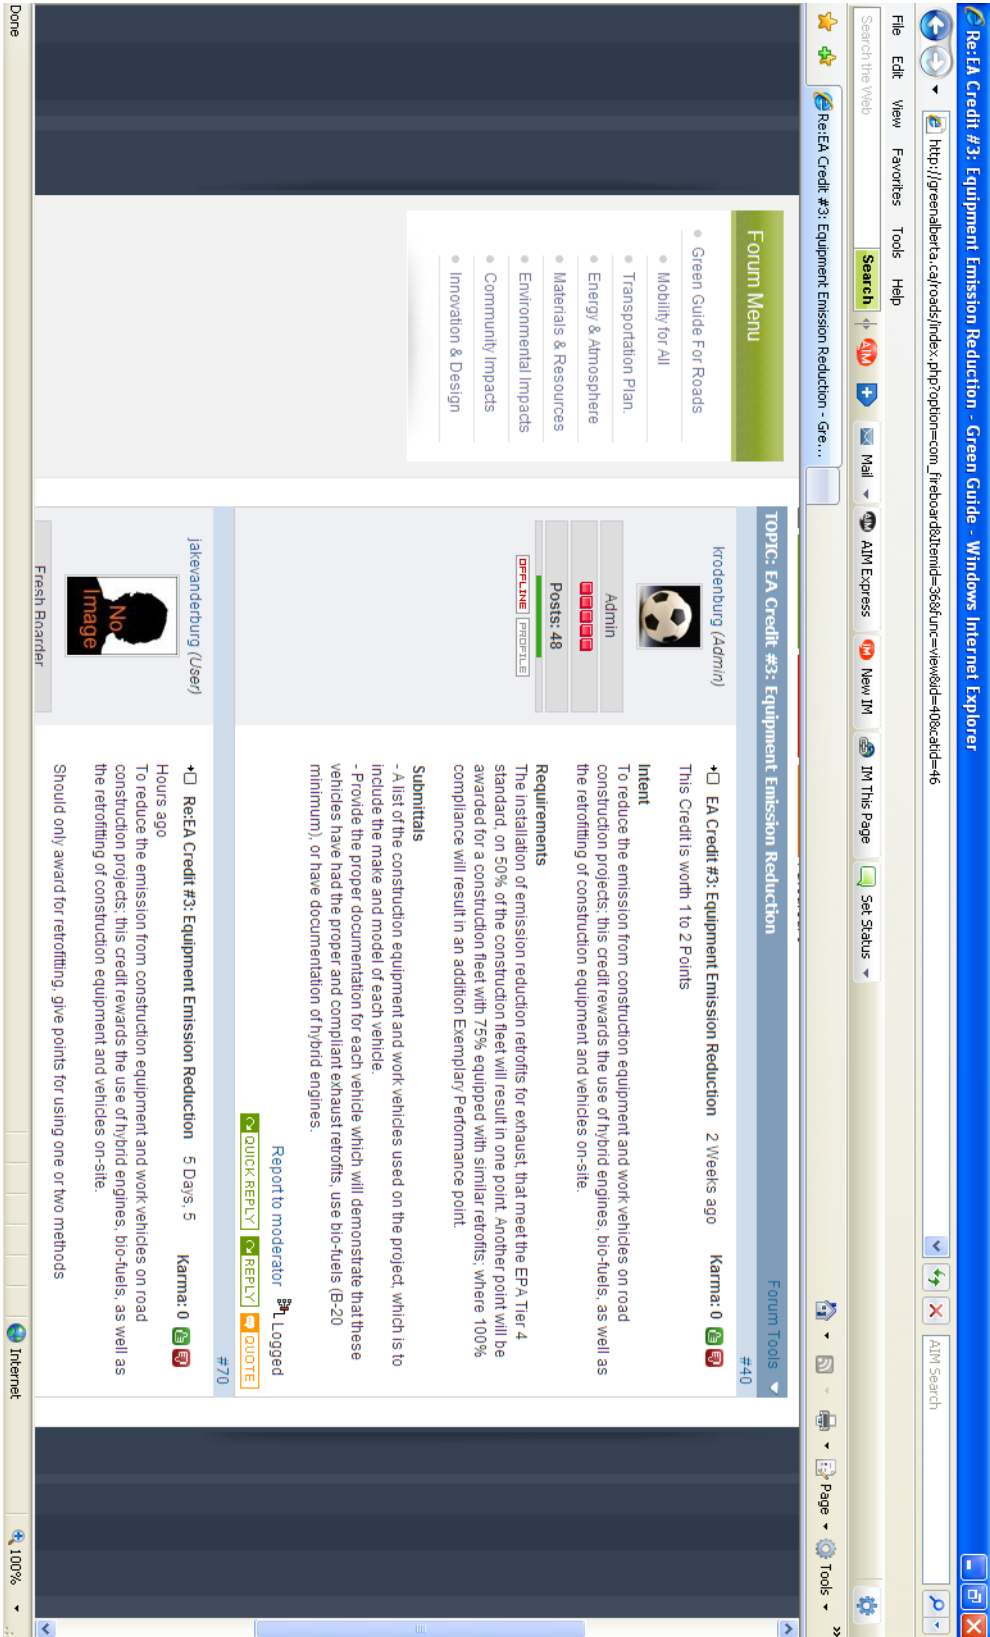 Re:EA Credit #3: Equipment Emission Reduction - Green Guide - Windows Internet Explorer
http://greenalberta.ca/roads/index.php?option=com_fireboard&Itemid=36&func=view&id=40&catid=46
AIM Search
File Edit View Favorites Tools Help
Search the Web
Search
AIM
Mail
AIM Express
New IM
IM This Page
Set Status
Re:EA Credit #3: Equipment Emission Reduction - Gre...
Page
Tools
Forum Menu
Green Guide For Roads
Mobility for All
Transportation Plan.
Energy & Atmosphere
Materials & Resources
Environmental Impacts
Community Impacts
Innovation & Design
TOPIC: EA Credit #3: Equipment Emission Reduction
Forum Tools
#40
krodenburg (Admin)
Admin
Posts: 48
OFFLINE PROFILE
EA Credit #3: Equipment Emission Reduction 2 Weeks ago Karma: 0
This Credit is worth 1 to 2 Points
Intent
To reduce the emission from construction equipment and work vehicles on road
construction projects; this credit rewards the use of hybrid engines, bio-fuels, as well as
the retrofitting of construction equipment and vehicles on-site.
Requirements
The installation of emission reduction retrofits for exhaust, that meet the EPA Tier 4
standard, on 50% of the construction fleet will result in one point. Another point will be
awarded for a construction fleet with 75% equipped with similar retrofits; where 100%
compliance will result in an addition Exemplary Performance point.
Submittals
- A list of the construction equipment and work vehicles used on the project, which is to
include the make and model of each vehicle.
- Provide the proper documentation for each vehicle which will demonstrate that these
vehicles have had the proper and compliant exhaust retrofits, use bio-fuels (B-20
minimum), or have documentation of hybrid engines.
Report to moderator Logged
QUICK REPLY REPLY QUOTE
#70
jakevanderburg (User)
No
Image
Fresh Boarder
Re:EA Credit #3: Equipment Emission Reduction 5 Days, 5 Karma: 0
Hours ago
To reduce the emission from construction equipment and work vehicles on road
construction projects; this credit rewards the use of hybrid engines, bio-fuels, as well as
the retrofitting of construction equipment and vehicles on-site.
Should only award for retrofitting, give points for using one or two methods
Done
Internet
100%